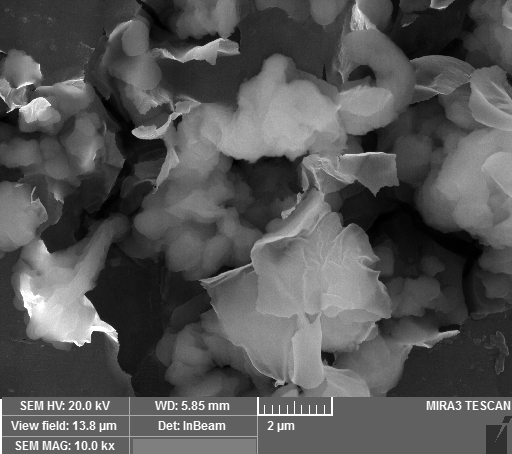 SEM HV: 20.0 kV WD: 5.85 mm MIRA3 TESCAN
View field: 13.8 µm Det: InBeam 2 µm
SEM MAG: 10.0 kx